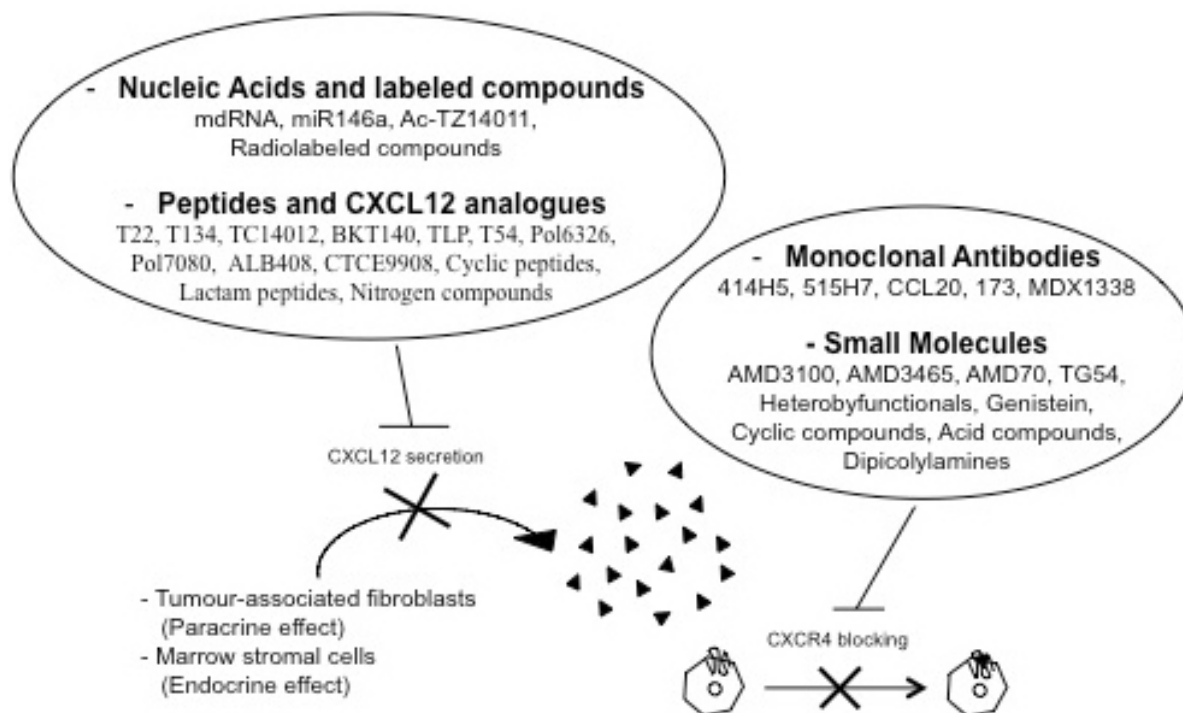 - Nucleic Acids and labeled compounds
mdRNA, miR146a, Ac-TZ14011,
Radiolabeled compounds
- Peptides and CXCL12 analogues
T22, T134, TC14012, BKT140, TLP, T54, Pol6326,
Pol7080, ALB408, CTCE9908, Cyclic peptides,
Lactam peptides, Nitrogen compounds
- Monoclonal Antibodies
414H5, 515H7, CCL20, 173, MDX1338
- Small Molecules
AMD3100, AMD3465, AMD70, TG54,
Heterobyfunctionals, Genistein,
Cyclic compounds, Acid compounds,
Dipicolylamines
CXCL12 secretion
- Tumour-associated fibroblasts
(Paracrine effect)
- Marrow stromal cells
(Endocrine effect)
CXCR4 blocking